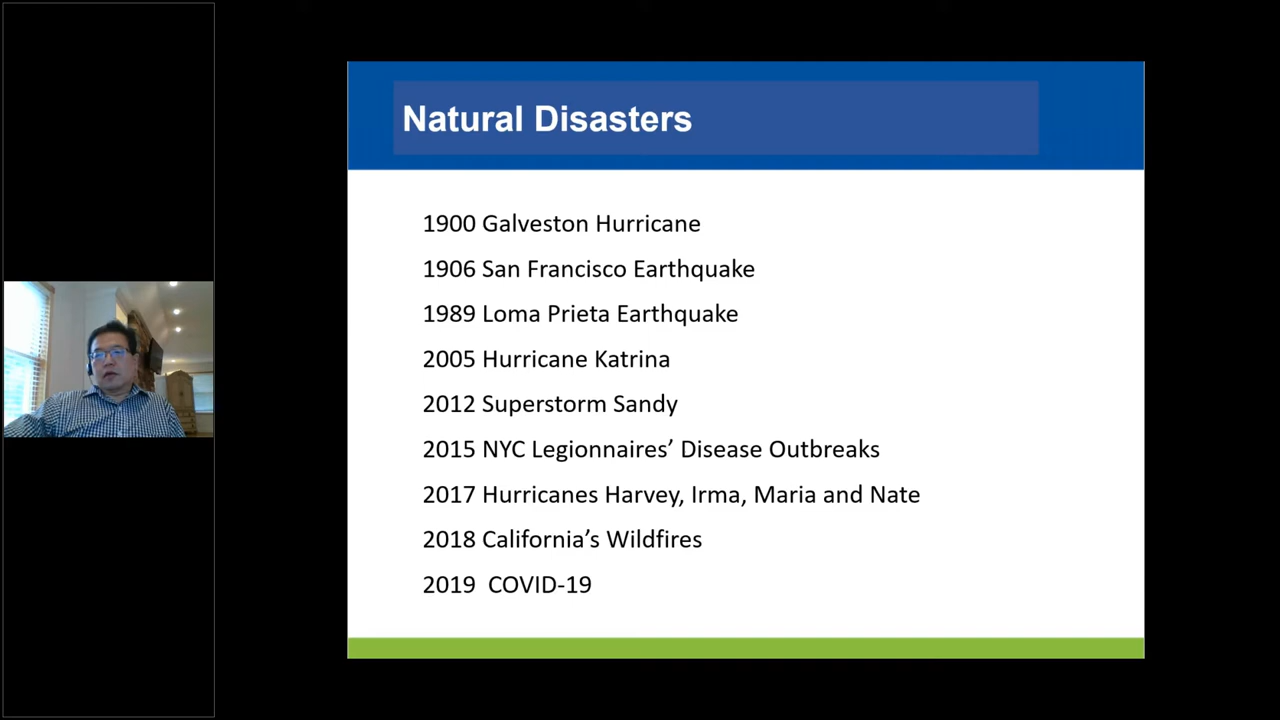 Natural Disasters
1900 Galveston Hurricane
1906 San Francisco Earthquake
1989 Loma Prieta Earthquake
2005 Hurricane Katrina
2012 Superstorm Sandy
2015 NYC Legionnaires’ Disease Outbreaks
2017 Hurricanes Harvey, Irma, Maria and Nate
2018 California’s Wildfires
2019  COVID-19